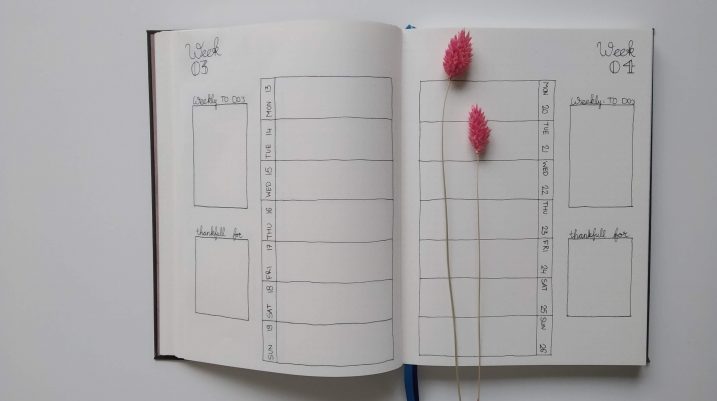 Week
03
Weekly TO DOs
thankfull for
MON 13
TUE 14
WED 15
THU 16
FRI 17
SAT 18
SUN 19
Week
04
MON 20
TUE 21
WED 22
THU 23
FRI 24
SAT 25
SUN 26
Weekly TO DOs
thankfull for